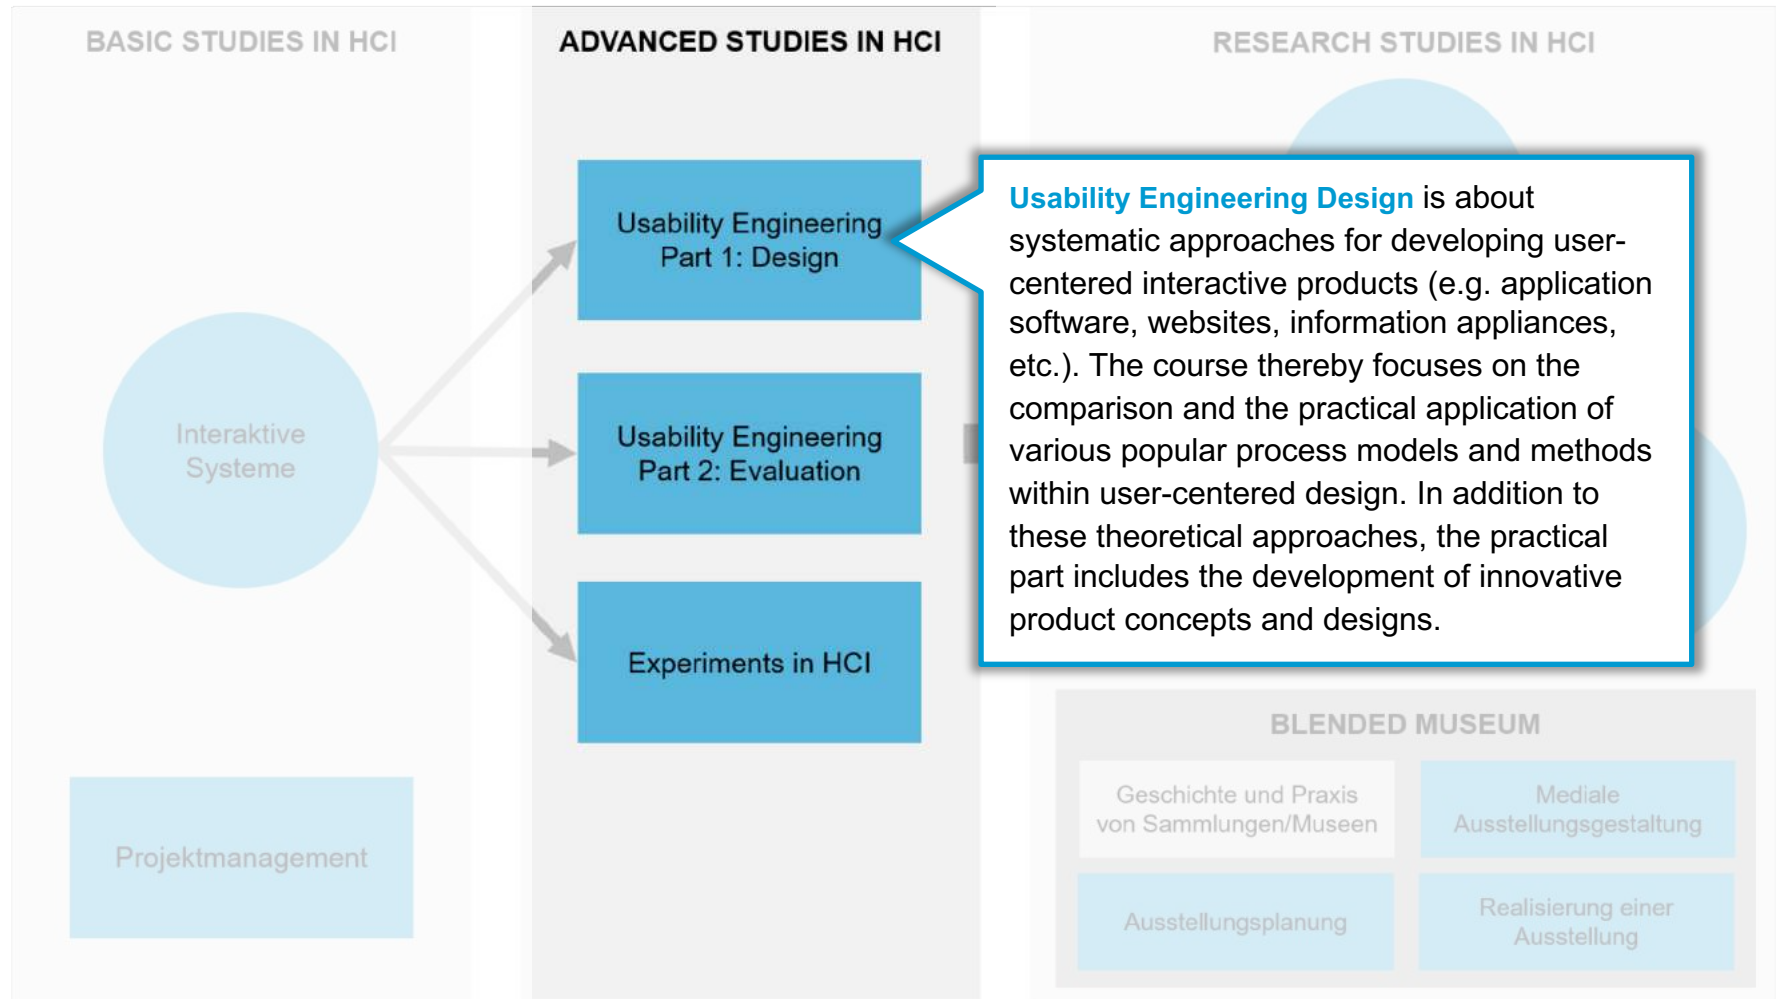 BASIC STUDIES IN HCI
Interaktive
Systeme
Projektmanagement
ADVANCED STUDIES IN HCI
Usability Engineering
Part 1: Design
Usability Engineering
Part 2: Evaluation
Experiments in HCI
RESEARCH STUDIES IN HCI
Usability Engineering Design is about
systematic approaches for developing user-
centered interactive products (e.g. application
software, websites, information appliances,
etc.). The course thereby focuses on the
comparison and the practical application of
various popular process models and methods
within user-centered design. In addition to
these theoretical approaches, the practical
part includes the development of innovative
product concepts and designs.
BLENDED MUSEUM
Geschichte und Praxis
von Sammlungen/Museen
Mediale
Ausstellungsgestaltung
Ausstellungsplanung
Realisierung einer
Ausstellung